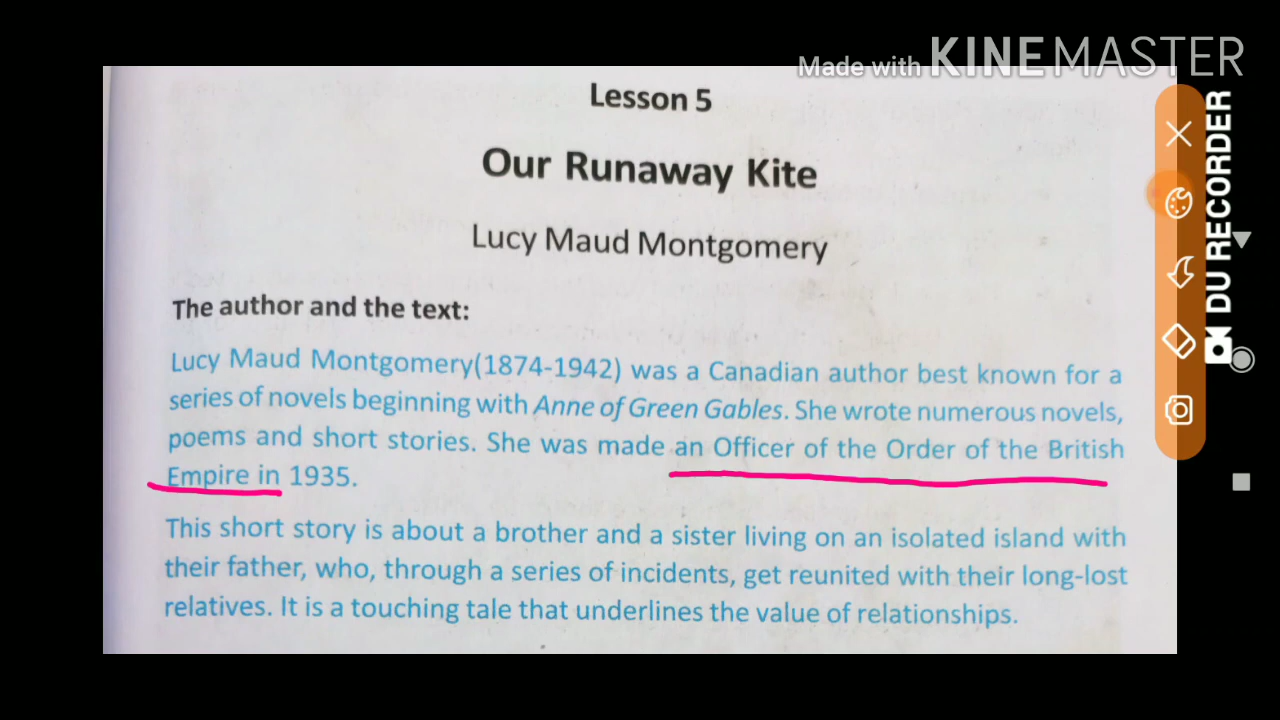 Made with KINEMASTER
Lesson 5
Our Runaway Kite
Lucy Maud Montgomery
The author and the text:
Lucy Maud Montgomery(1874-1942) was a Canadian author best known for a
series of novels beginning with Anne of Green Gables. She wrote numerous novels,
poems and short stories. She was made an Officer of the Order of the British
Empire in 1935.
This short story is about a brother and a sister living on an isolated island with
their father, who, through a series of incidents, get reunited with their long-lost
relatives. It is a touching tale that underlines the value of relationships.
DU RECORDER